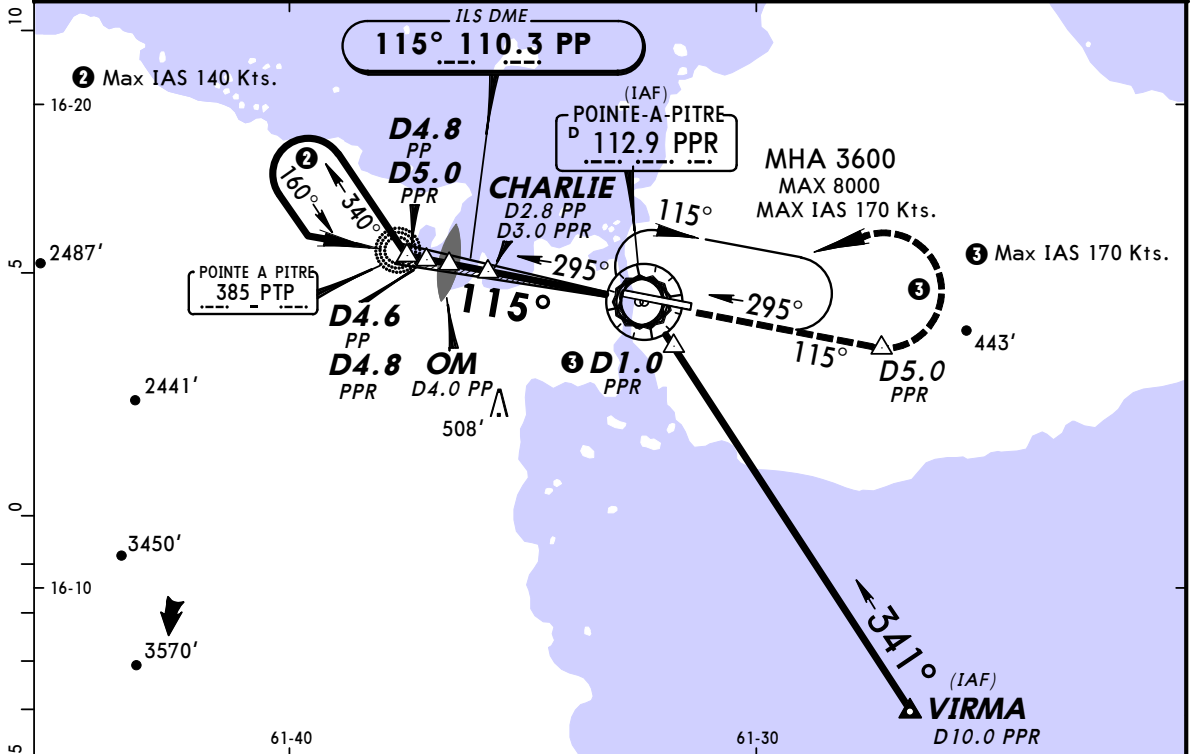 10
ILS DME
115° 110.3 PP
❷ Max IAS 140 Kts.
16-20
(IAF)
POINTE-A-PITRE
D 112.9 PPR
D4.8
PP
D5.0
PPR
CHARLIE
D2.8 PP
D3.0 PPR
MHA 3600
MAX 8000
MAX IAS 170 Kts.
❷
160°
340°
115°
2487'
5
295°
❸ Max IAS 170 Kts.
POINTE A PITRE
385 PTP
115°
295°
❸
D4.6
PP
D4.8
PPR
OM
D4.0 PP
❸ D1.0
PPR
115°
443'
D5.0
PPR
2441'
508'
0
3450'
16-10
3570'
341°
(IAF)
VIRMA
D10.0 PPR
61-40
61-30
5